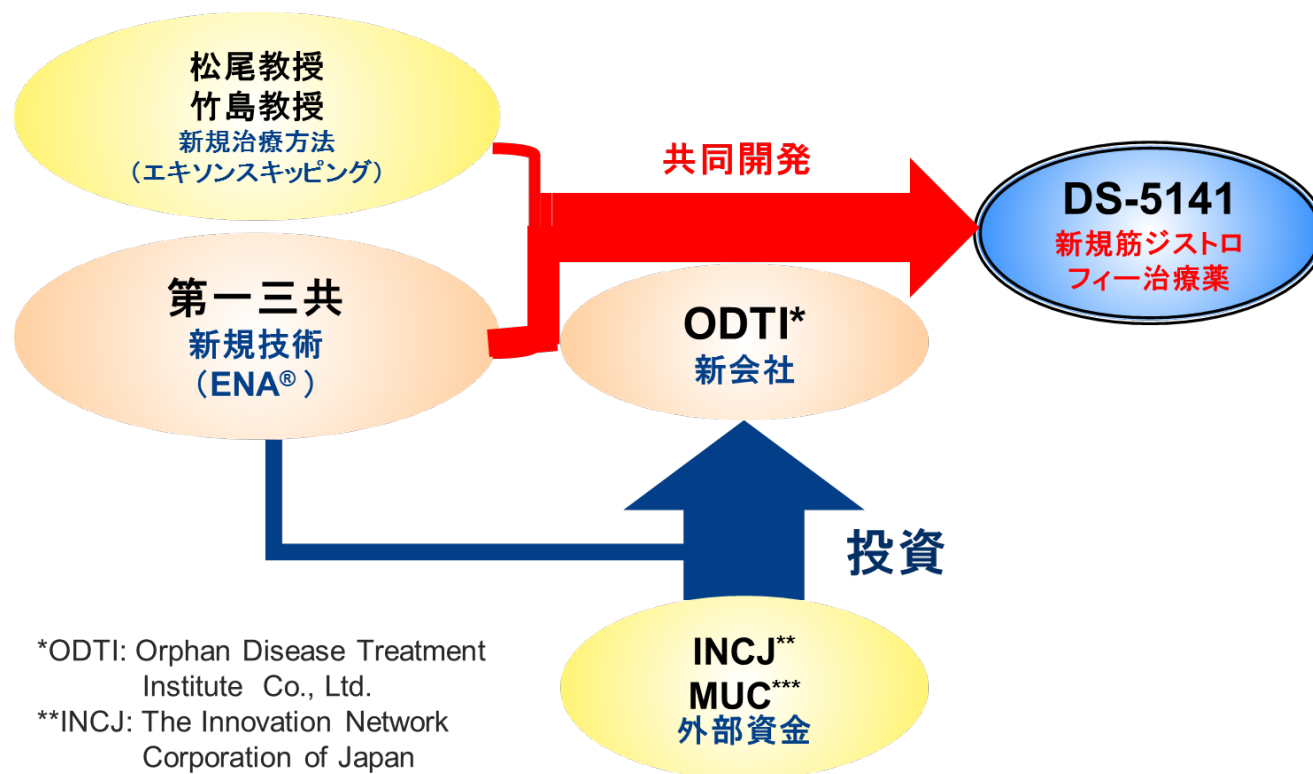 松尾教授
竹島教授
新規治療方法
（エキソンスキッピング）
共同開発
DS-5141
新規筋ジストロ
フィー治療薬
第一三共
新規技術
（ENA®）
ODTI*
新会社
投資
INCJ**
MUC***
外部資金
*ODTI: Orphan Disease Treatment
Institute Co., Ltd.
**INCJ: The Innovation Network
Corporation of Japan